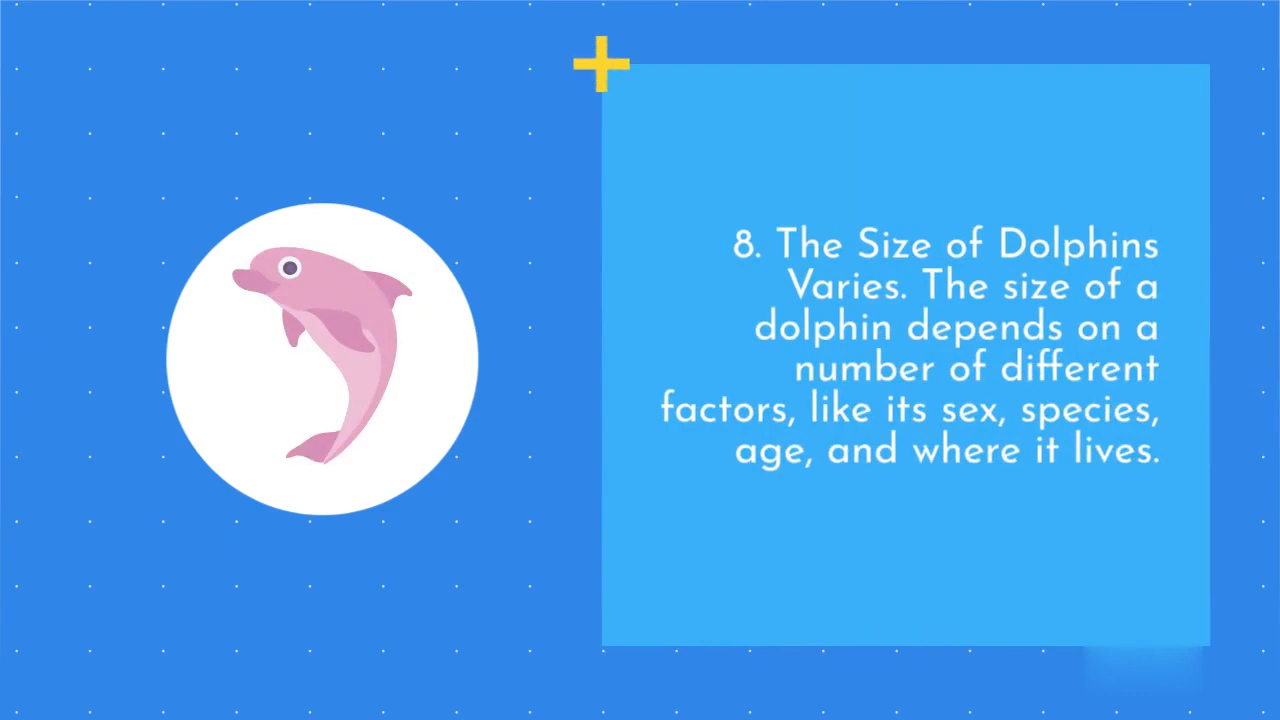 8. The Size of Dolphins
Varies. The size of a
dolphin depends on a
number of different
factors, like its sex, species,
age, and where it lives.